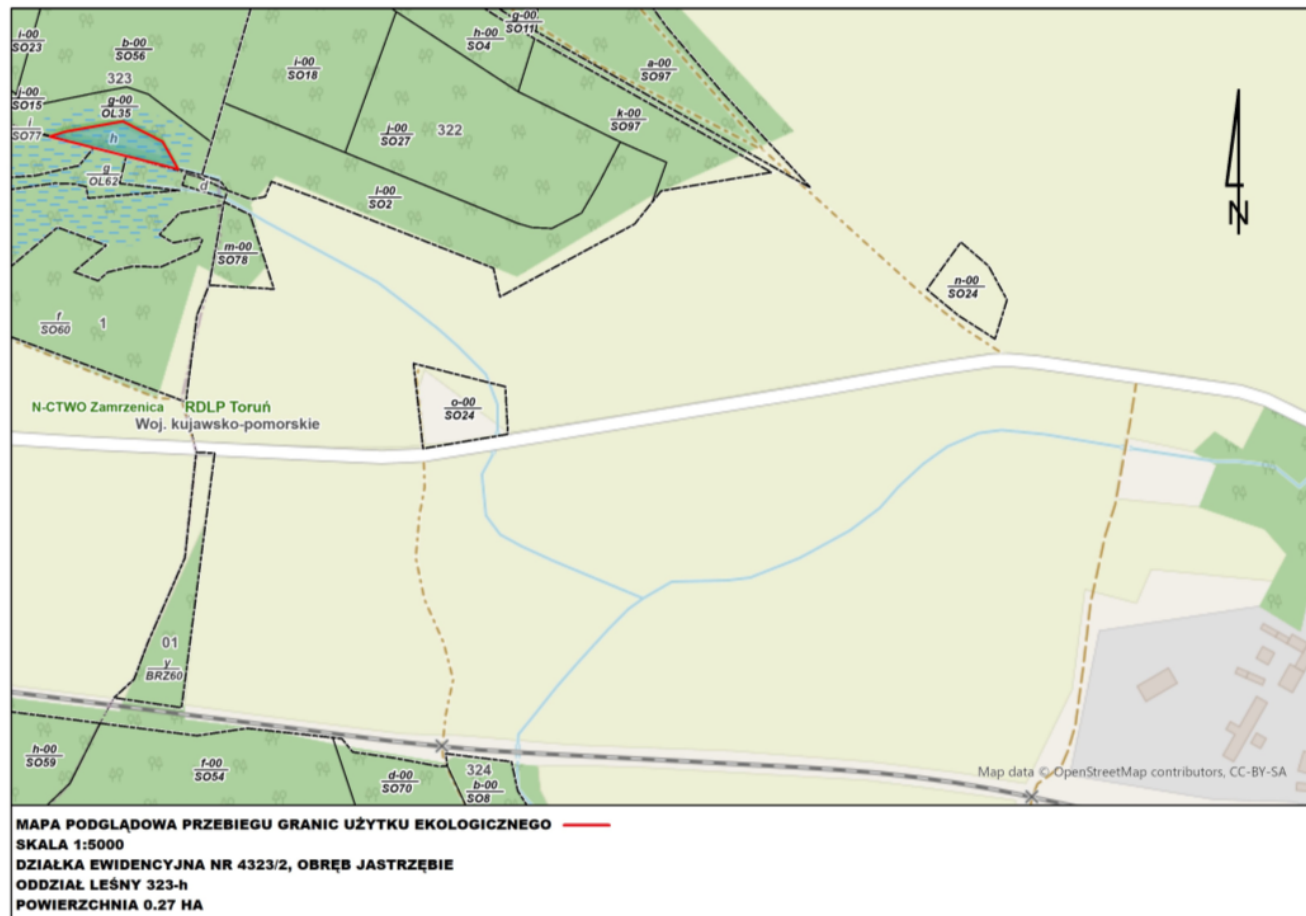 i-00
SO23
b-00
SO56
323
i-00
SO18
h-00
SO4
g-00
SO11
a-00
SO97
k-00
SO97
SO15
g-00
OL35
SO77
h
j-00
SO27
322
g
OL62
d
l-00
SO2
m-00
SO78
N
n-00
SO24
f
SO60
1
o-00
SO24
N-CTWO Zamrzenica
RDLP Toruń
Woj. kujawsko-pomorskie
01
y
BRZ60
h-00
SO59
f-00
SO54
d-00
SO70
324
b-00
SO8
Map data © OpenStreetMap contributors, CC-BY-SA
MAPA PODGLĄDOWA PRZEBIEGU GRANIC UŻYTKU EKOLOGICZNEGO
SKALA 1:5000
DZIAŁKA EWIDENCYJNA NR 4323/2, OBRĘB JASTRZĘBIE
ODDZIAŁ LEŚNY 323-h
POWIERZCHNIA 0.27 HA